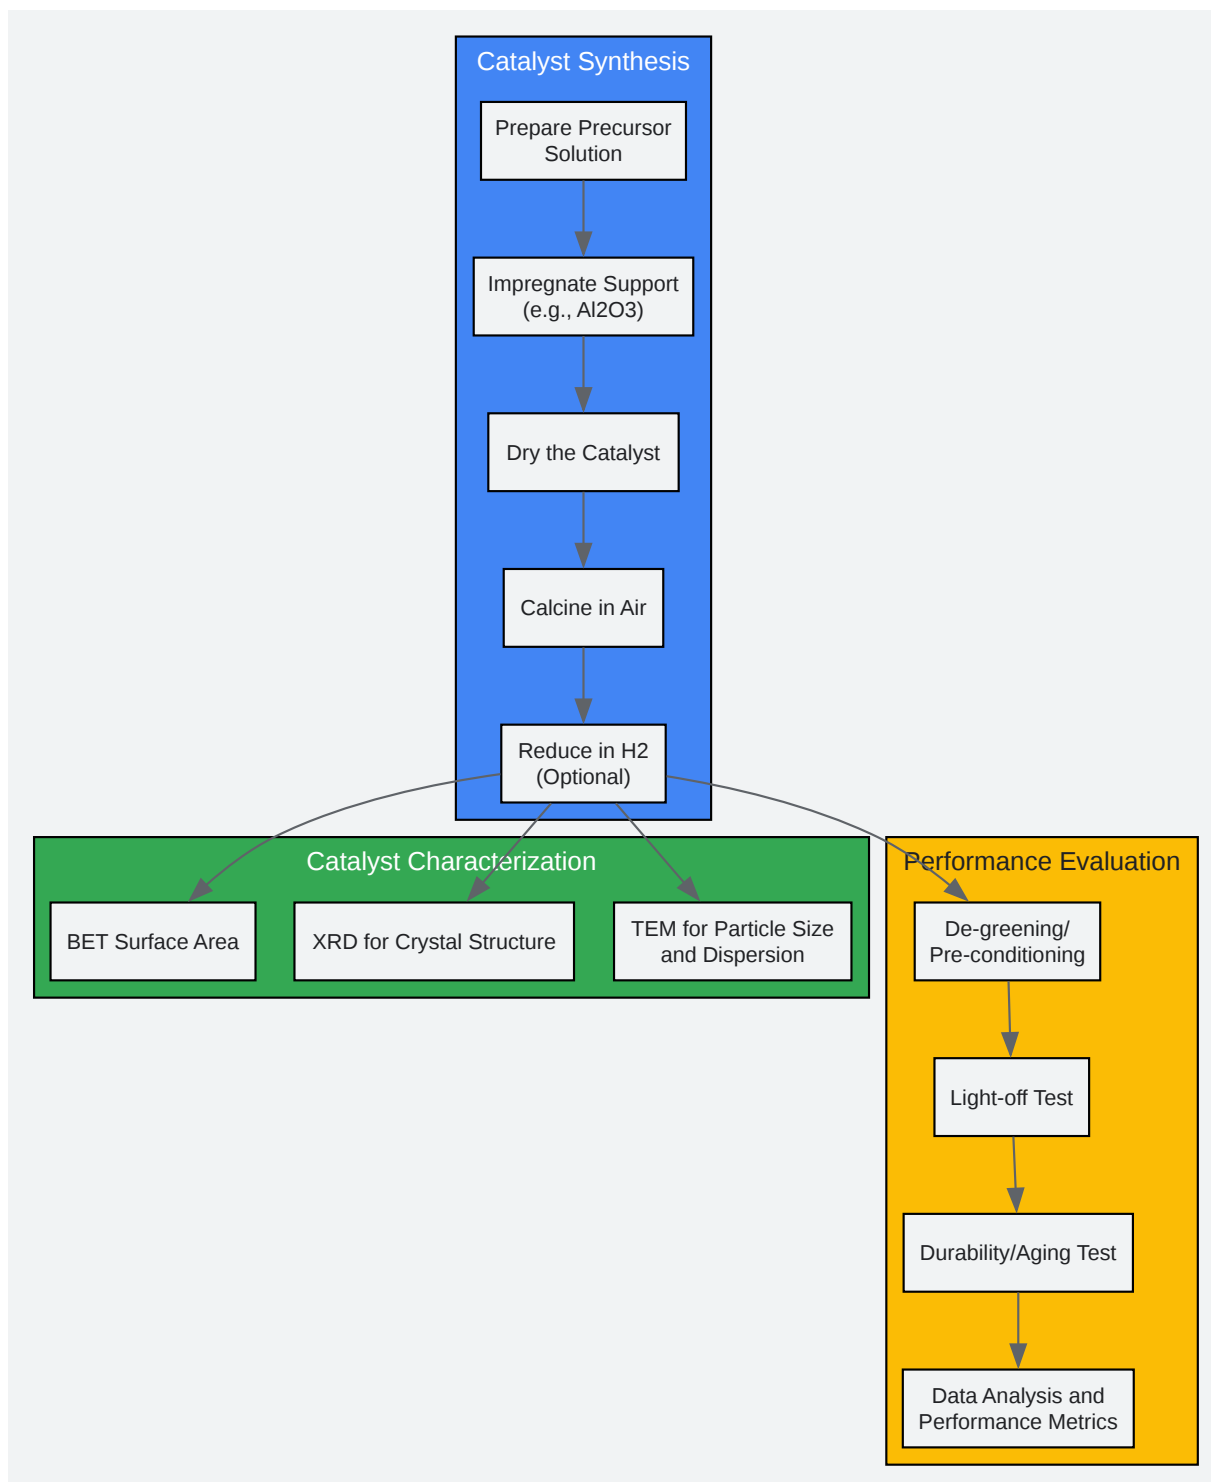 Catalyst Synthesis
Prepare Precursor
Solution
Impregnate Support
(e.g., Al2O3)
Dry the Catalyst
Calcine in Air
Reduce in H2
(Optional)
Catalyst Characterization
BET Surface Area
XRD for Crystal Structure
TEM for Particle Size
and Dispersion
Performance Evaluation
De-greening/
Pre-conditioning
Light-off Test
Durability/Aging Test
Data Analysis and
Performance Metrics